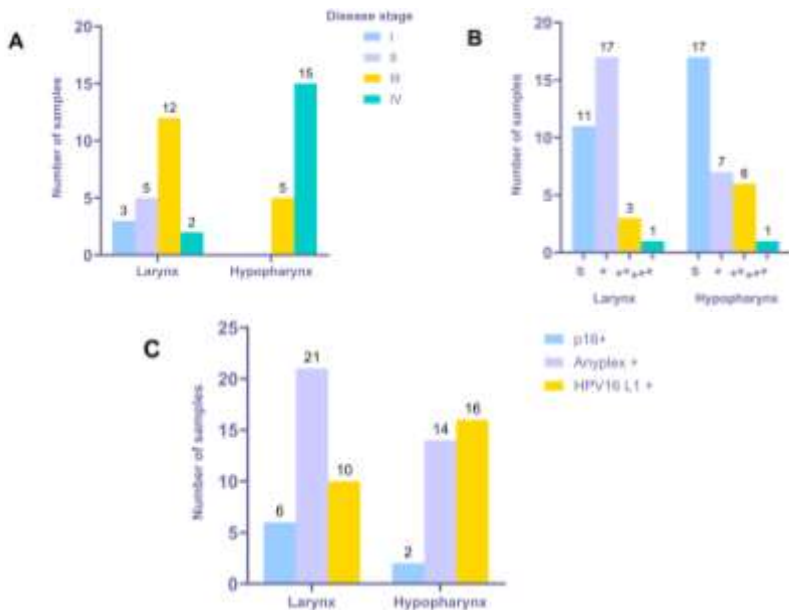 A
Disease stage
I
II
III
IV
Number of samples
20
15
10
5
0
3
5
12
2
5
15
Larynx
Hypopharynx
B
Number of samples
20
15
10
5
0
11
17
3
1
17
7
6
1
0
+
++
+++
0
+
++
+++
Larynx
Hypopharynx
C
p16+
Anyplex +
HPV16 L1 +
Number of samples
25
20
15
10
5
0
6
21
10
2
14
16
Larynx
Hypopharynx